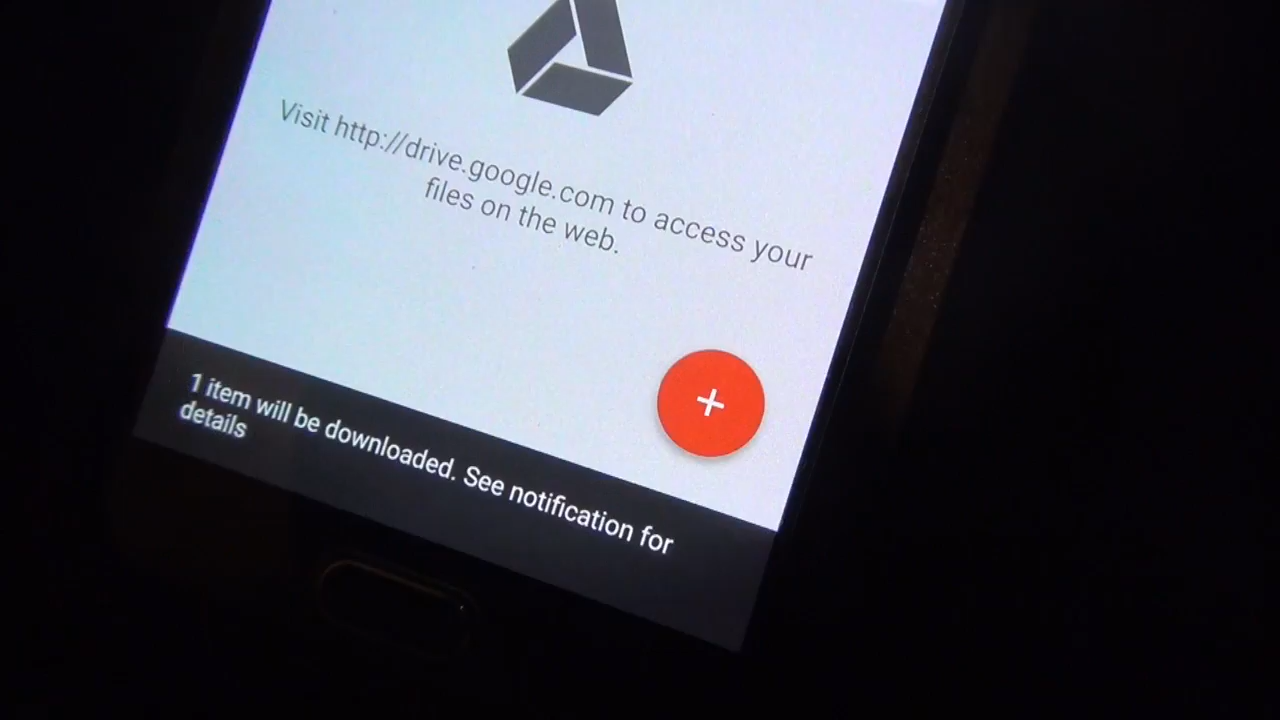 Visit http://drive.google.com to access your
files on the web.
1 item will be downloaded. See notification for
details